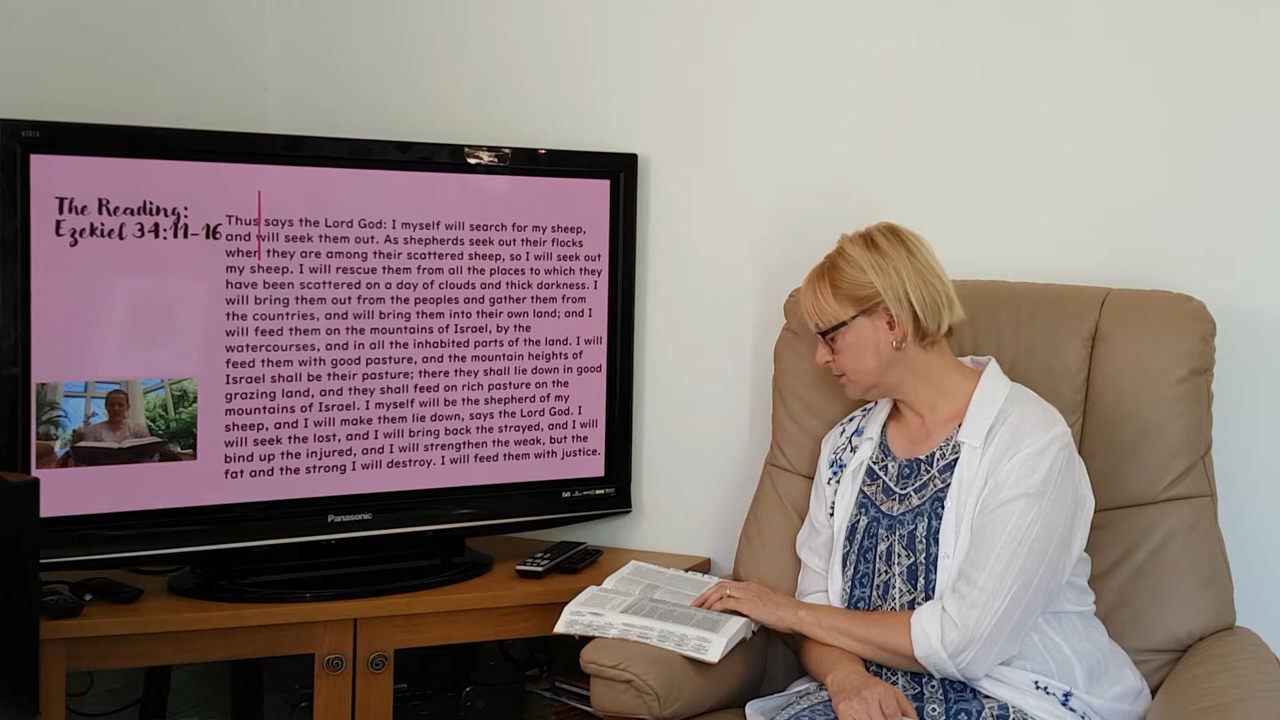 The Reading:
Ezekiel 34:11-16
Thus says the Lord God: I myself will search for my sheep,
and will seek them out. As shepherds seek out their flocks
when they are among their scattered sheep, so I will seek out
my sheep. I will rescue them from all the places to which they
have been scattered on a day of clouds and thick darkness. I
will bring them out from the peoples and gather them from
the countries, and will bring them into their own land; and I
will feed them on the mountains of Israel, by the
watercourses, and in all the inhabited parts of the land. I will
feed them with good pasture, and the mountain heights of
Israel shall be their pasture; there they shall lie down in good
grazing land, and they shall feed on rich pasture on the
mountains of Israel. I myself will be the shepherd of my
sheep, and I will make them lie down, says the Lord God. I
will seek the lost, and I will bring back the strayed, and I will
bind up the injured, and I will strengthen the weak, but the
fat and the strong I will destroy. I will feed them with justice.
Panasonic